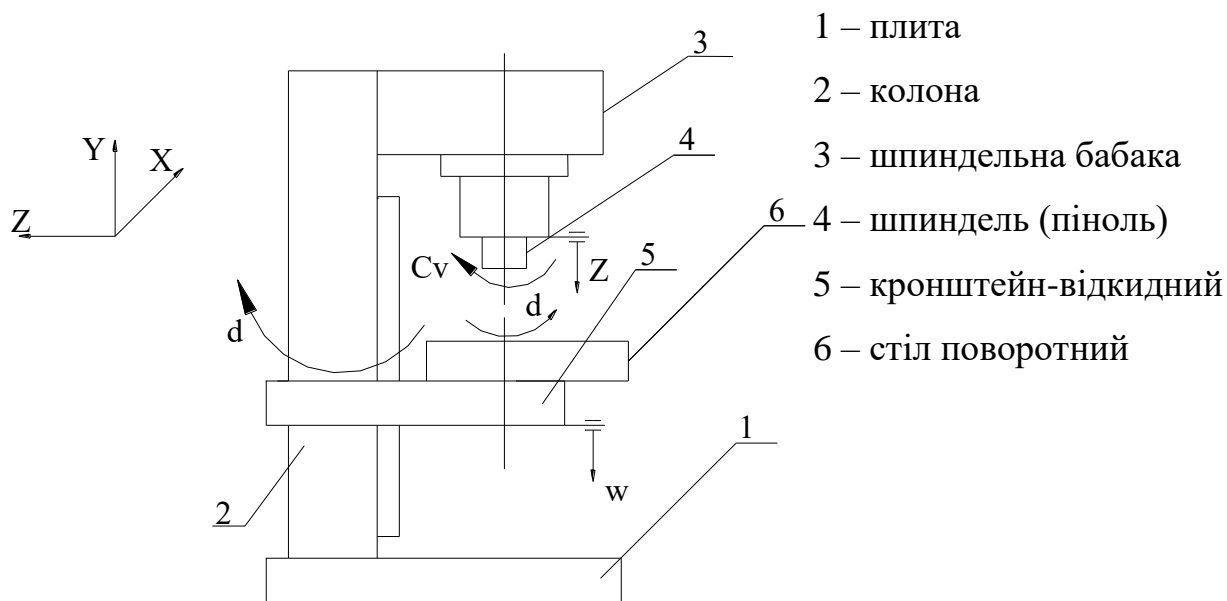 1 – плита
2 – колона
3 – шпиндельна бабака
4 – шпиндель (піноль)
5 – кронштейн-відкидний
6 – стіл поворотний
3
4
Y
X
Z
6
5
Cv
Z
d
d
1
w
2